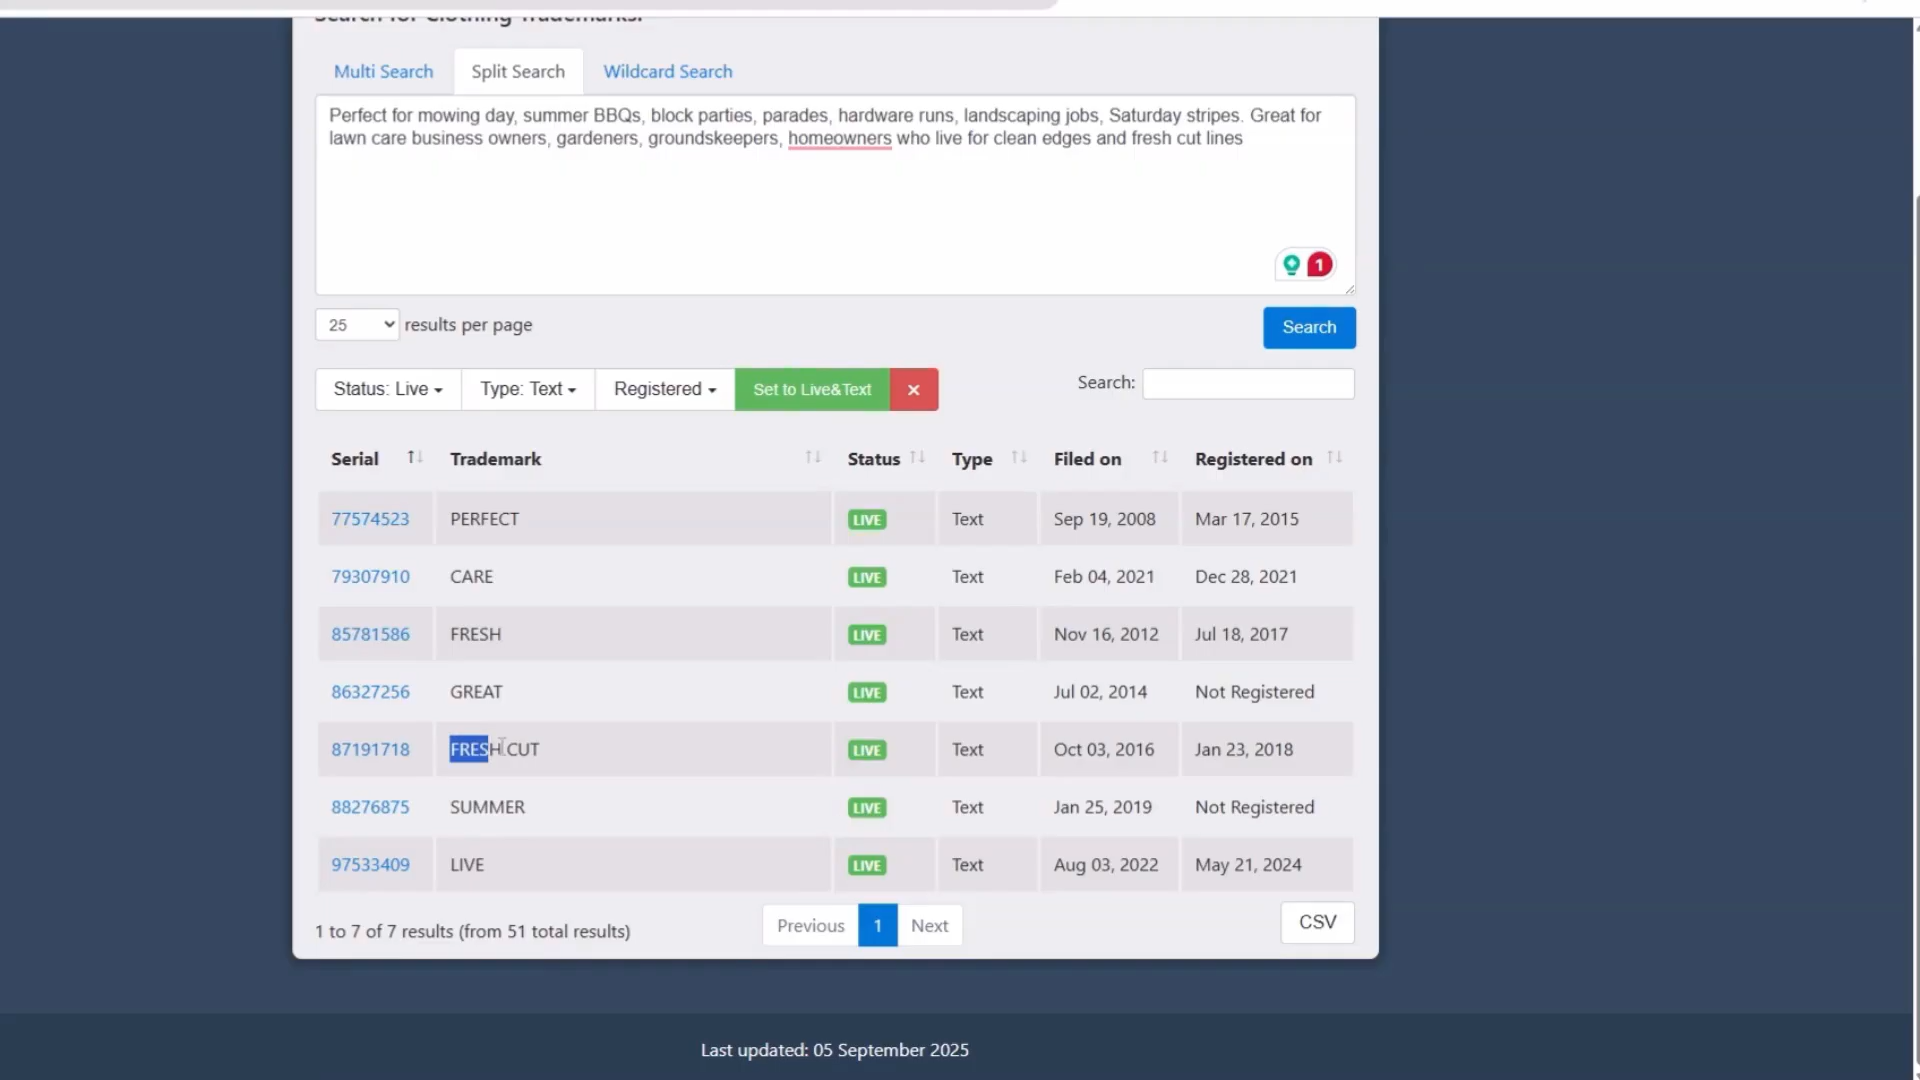 Search for Clothing Trademarks:
Multi Search
Split Search
Wildcard Search
Perfect for mowing day, summer BBQs, block parties, parades, hardware runs, landscaping jobs, Saturday stripes. Great for
lawn care business owners, gardeners, groundskeepers, homeowners who live for clean edges and fresh cut lines
1
25 results per page
Search
Status: Live
Type: Text
Registered
Set to Live&Text
×
Search:
Serial Trademark Status Type Filed on Registered on
77574523 PERFECT LIVE Text Sep 19, 2008 Mar 17, 2015
79307910 CARE LIVE Text Feb 04, 2021 Dec 28, 2021
85781586 FRESH LIVE Text Nov 16, 2012 Jul 18, 2017
86327256 GREAT LIVE Text Jul 02, 2014 Not Registered
87191718 FRESH CUT LIVE Text Oct 03, 2016 Jan 23, 2018
88276875 SUMMER LIVE Text Jan 25, 2019 Not Registered
97533409 LIVE LIVE Text Aug 03, 2022 May 21, 2024
1 to 7 of 7 results (from 51 total results)
Previous 1 Next
CSV
Last updated: 05 September 2025